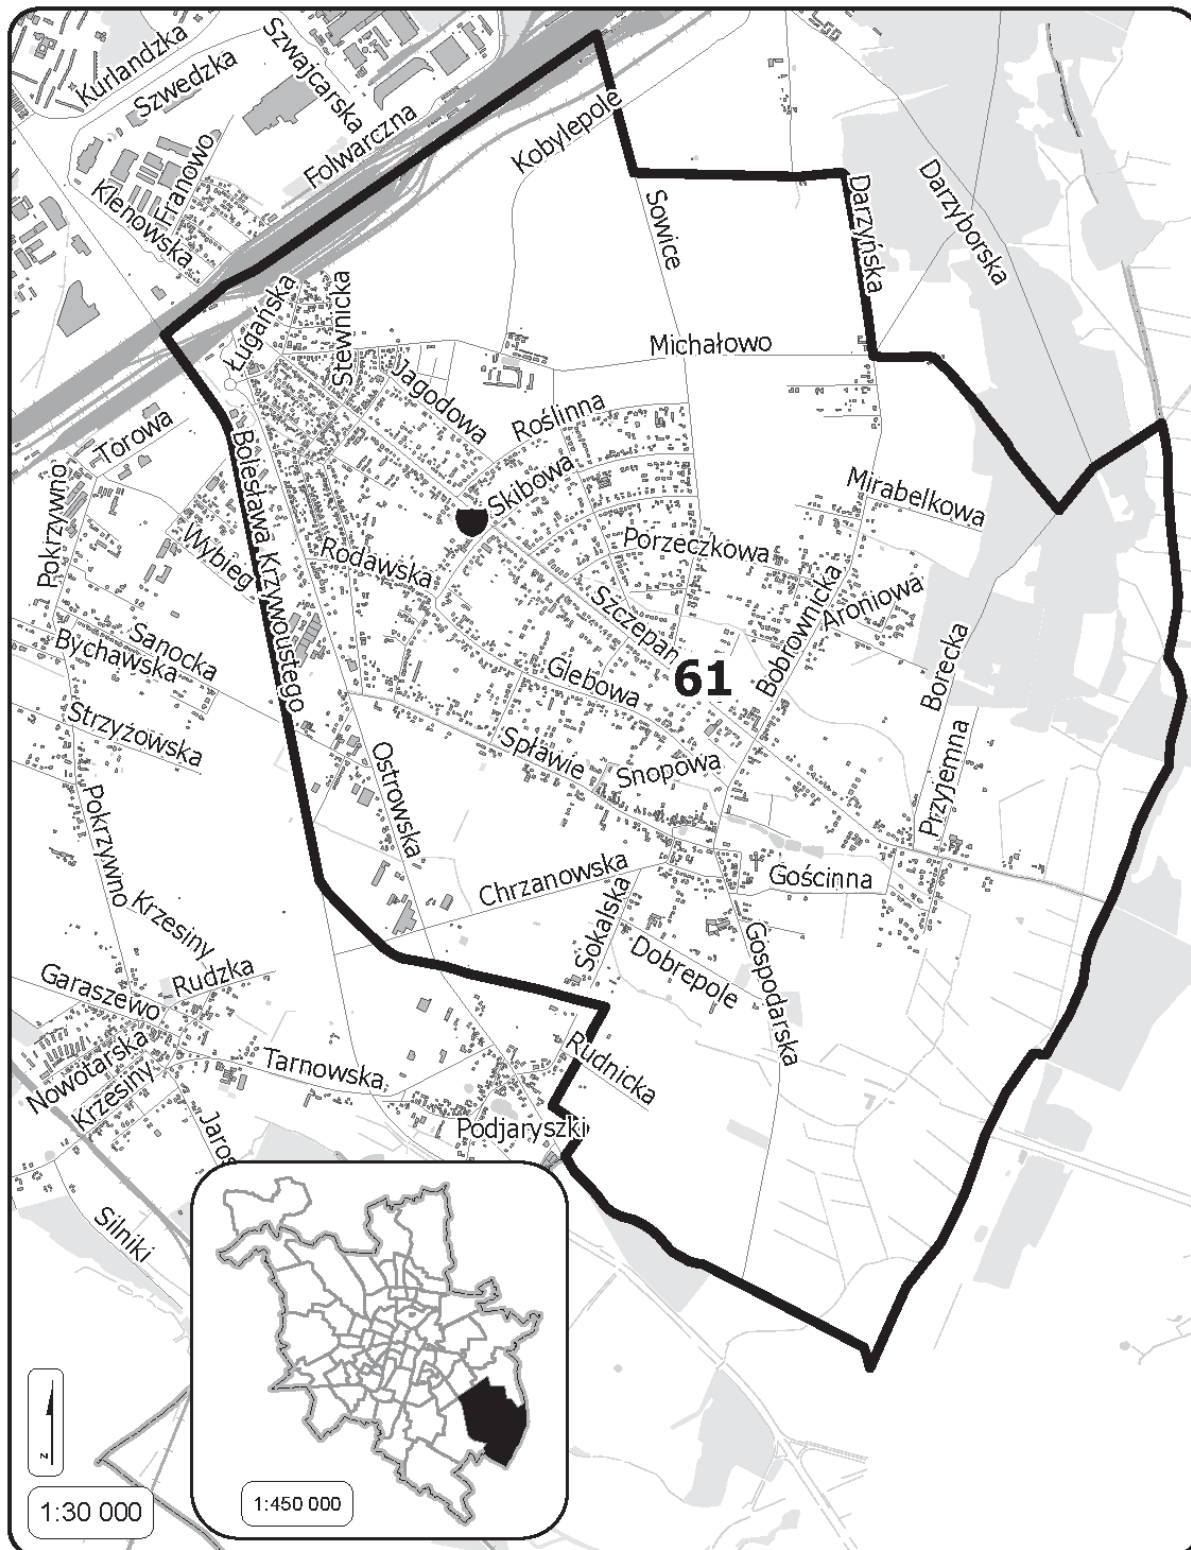 Kurlandzka
Szwedzka
Szwajcarska
Folwarczna
Franowo
Klenowska
Kobylepole
Sowice
Darzyńska
Darzyborska
Ługańska
Stewnicka
Michałowo
Jagodowa
Roślinna
Torowa
Skibowa
Mirabelkowa
Pokrzywno
Bolesława Krzywoustego
Wybieg
Rodawska
Porzeczkowa
Szczepan
Bobrownicka
Aroniowa
Sanocka
Bychawska
61
Glebowa
Borecka
Strzyżowska
Spławie
Ostrowska
Snopowa
Przyjemna
Pokrzywno
Chrzanowska
Gościnna
Krzesiny
Sokalska
Rudzka
Garaszewo
Dobrepole
Gospodarska
Nowotarska
Krzesiny
Tarnowska
Rudnicka
Jaros
Podjaryszki
Silniki
N
1:30 000
1:450 000